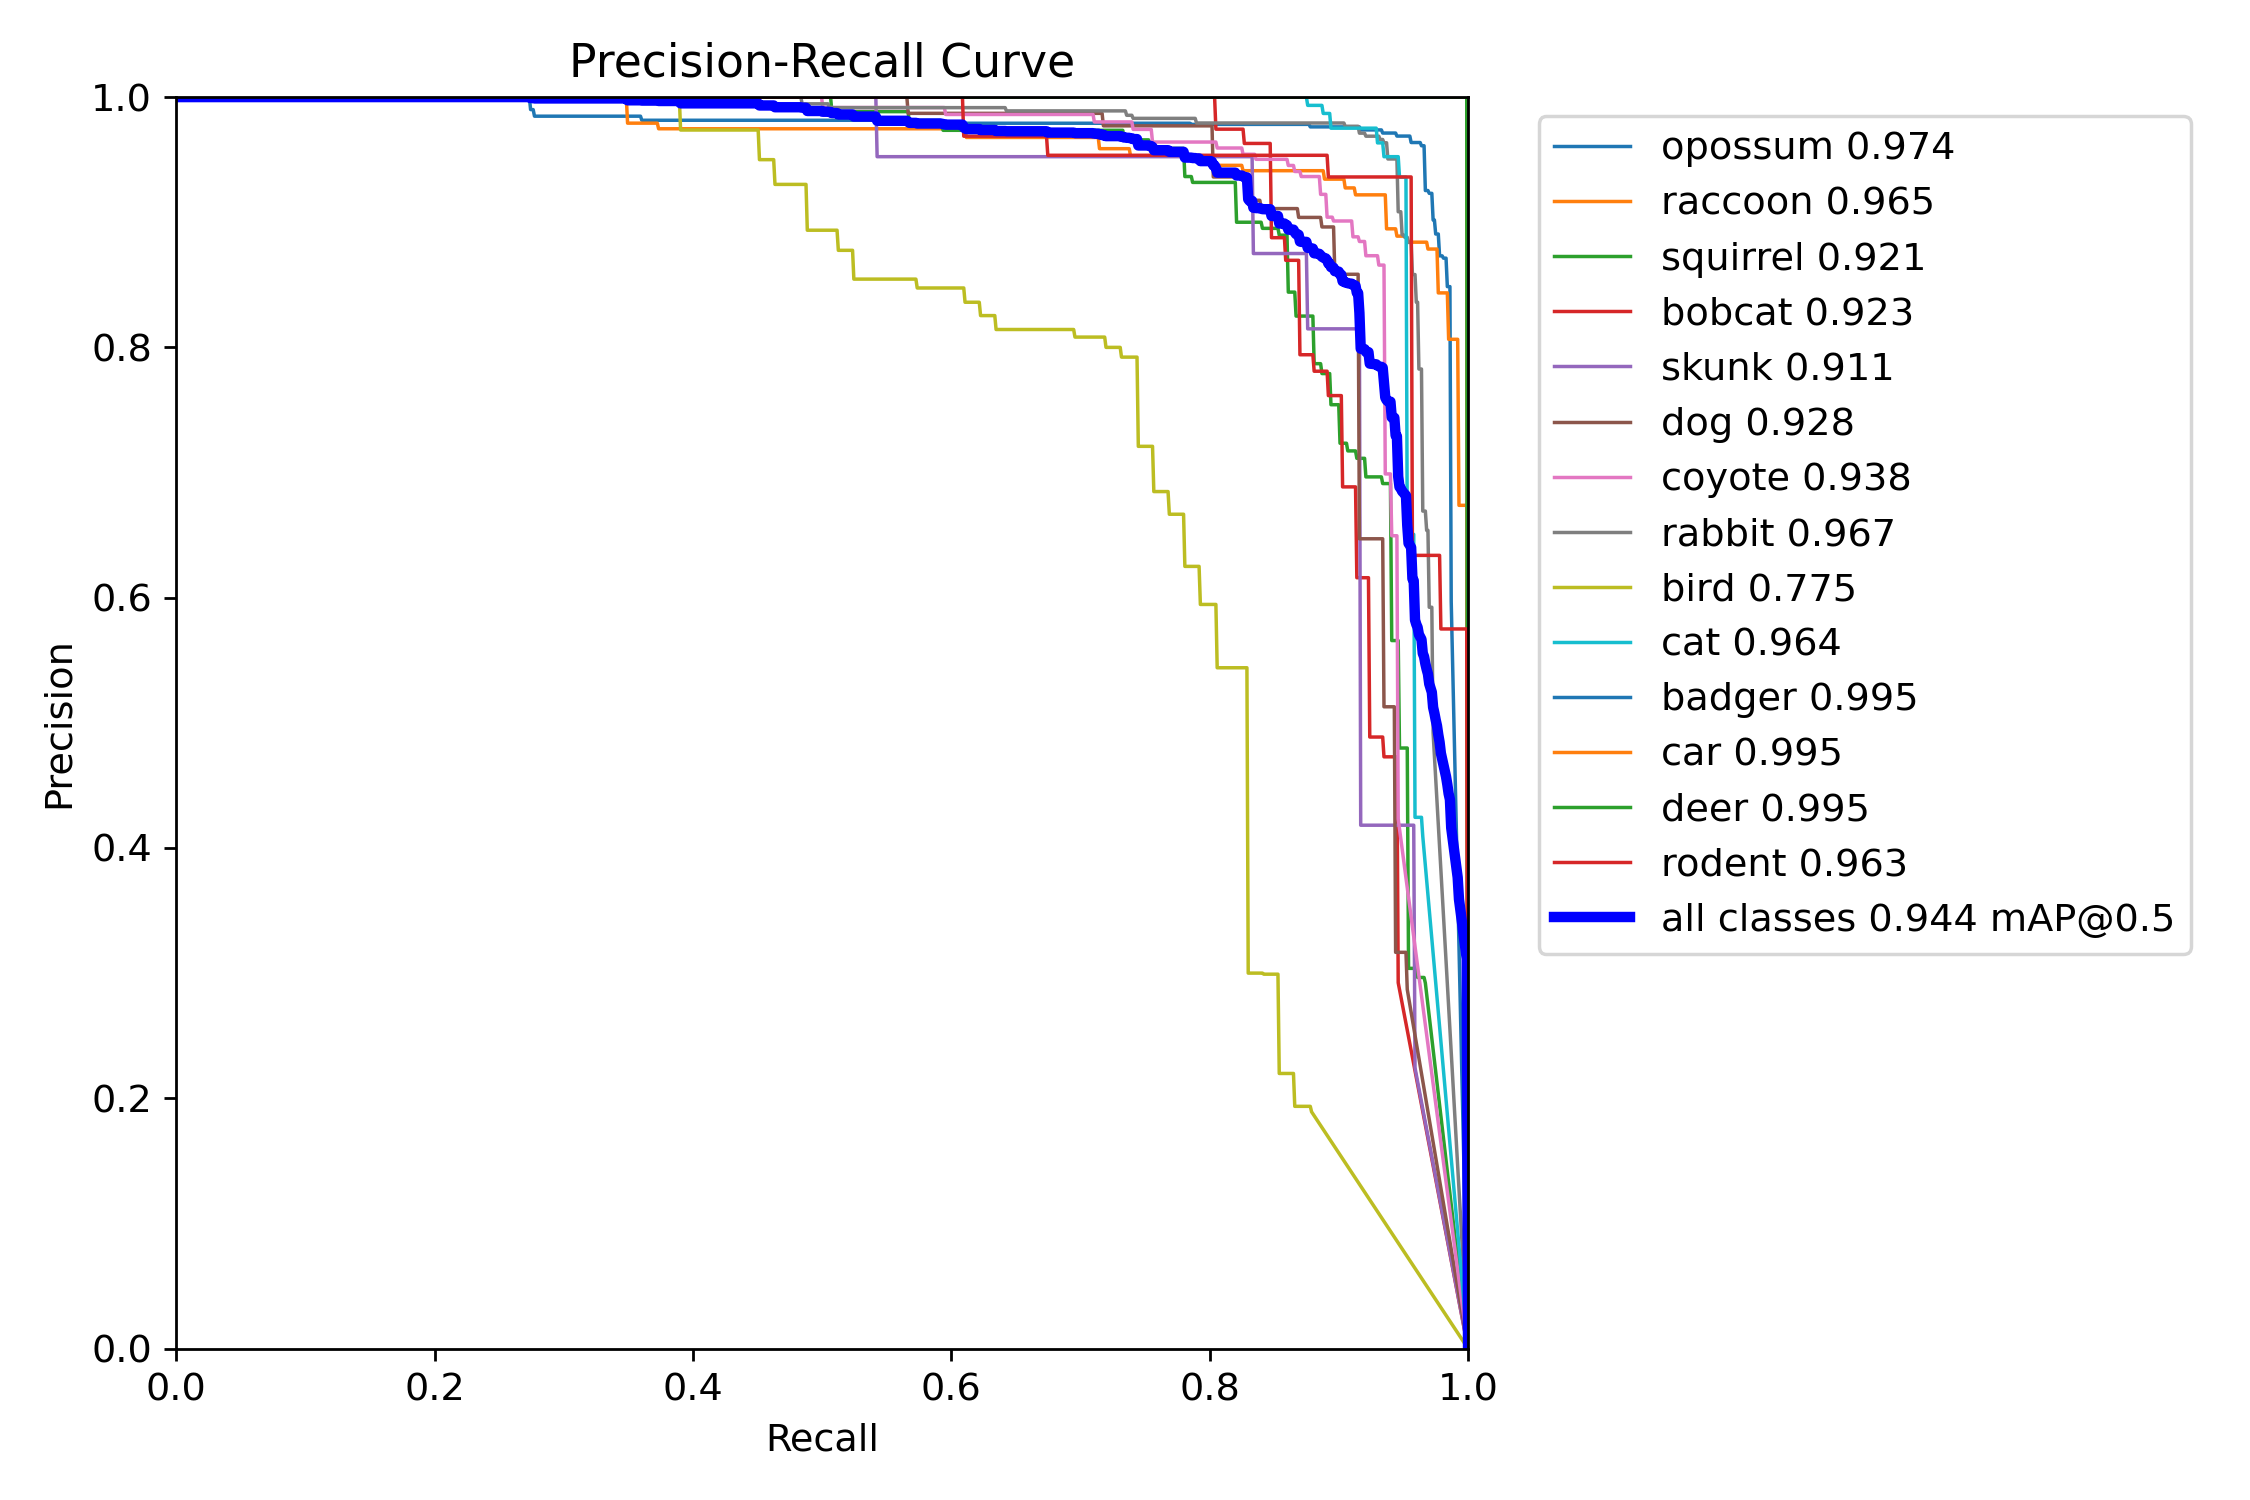 Precision-Recall Curve
1.0
0.8
0.6
0.4
0.2
0.0
Precision
0.0 0.2 0.4 0.6 0.8 1.0
Recall
opossum 0.974
raccoon 0.965
squirrel 0.921
bobcat 0.923
skunk 0.911
dog 0.928
coyote 0.938
rabbit 0.967
bird 0.775
cat 0.964
badger 0.995
car 0.995
deer 0.995
rodent 0.963
all classes 0.944 mAP@0.5